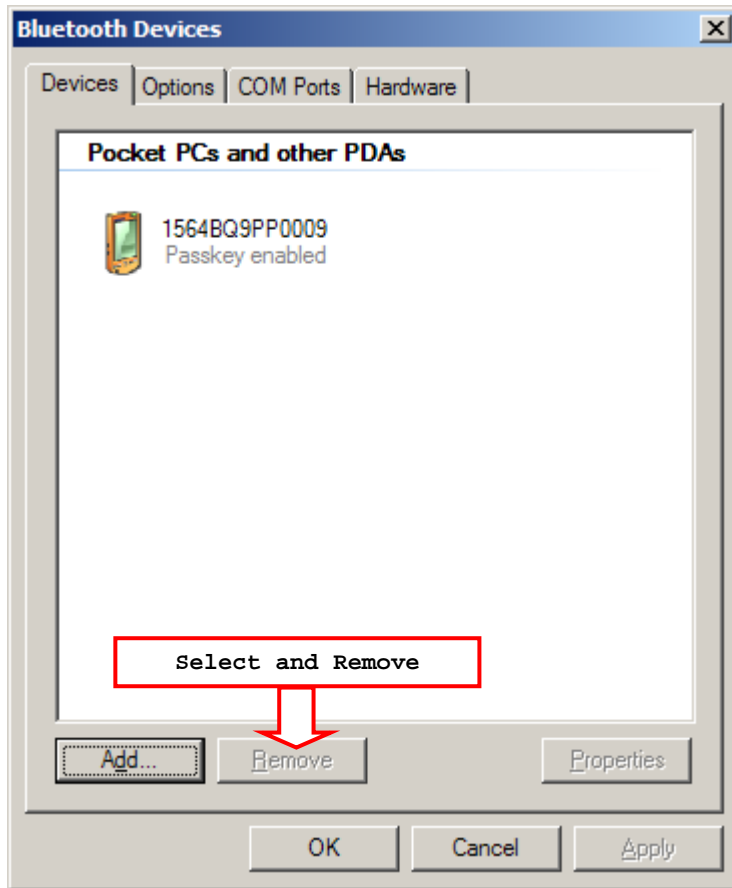 Bluetooth Devices
Devices Options COM Ports Hardware
Pocket PCs and other PDAs
1564BQ9PP0009
Passkey enabled
Select and Remove
Add... Remove Properties
OK Cancel Apply